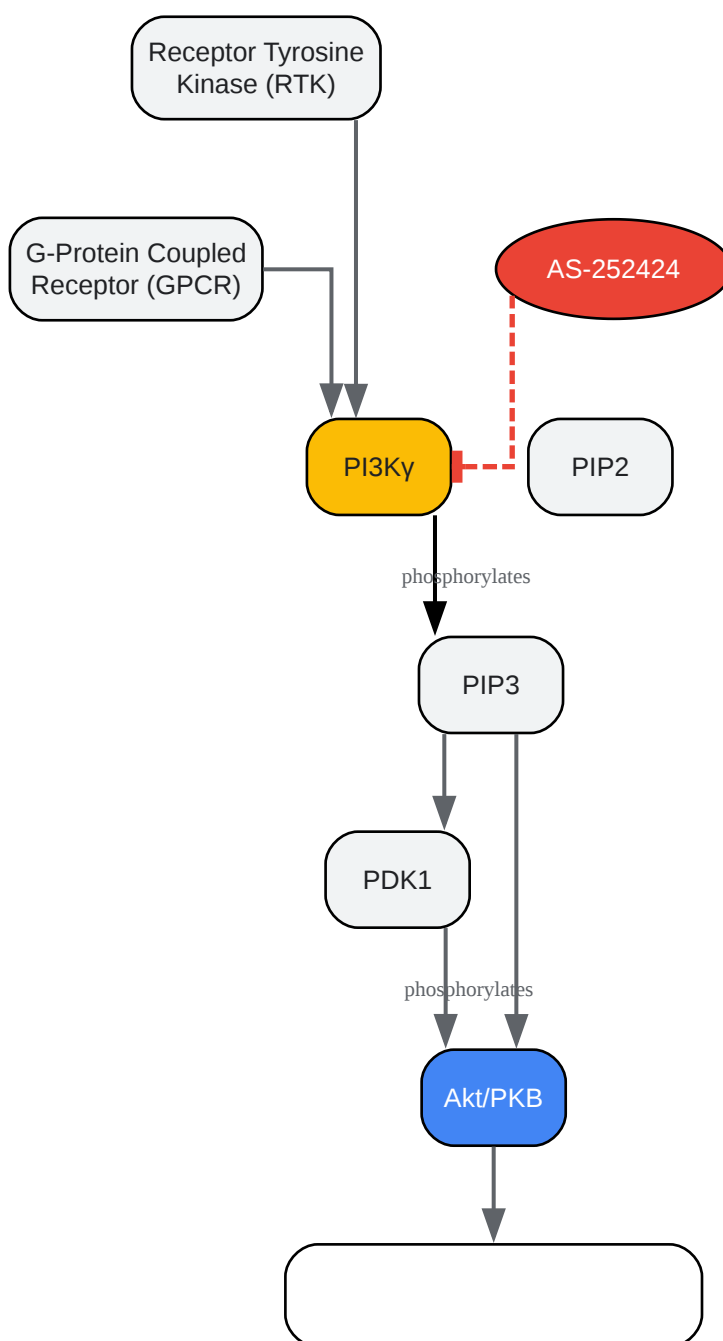 Receptor Tyrosine
Kinase (RTK)
G-Protein Coupled
Receptor (GPCR)
AS-252424
PI3Kγ
PIP2
phosphorylates
PIP3
PDK1
phosphorylates
Akt/PKB